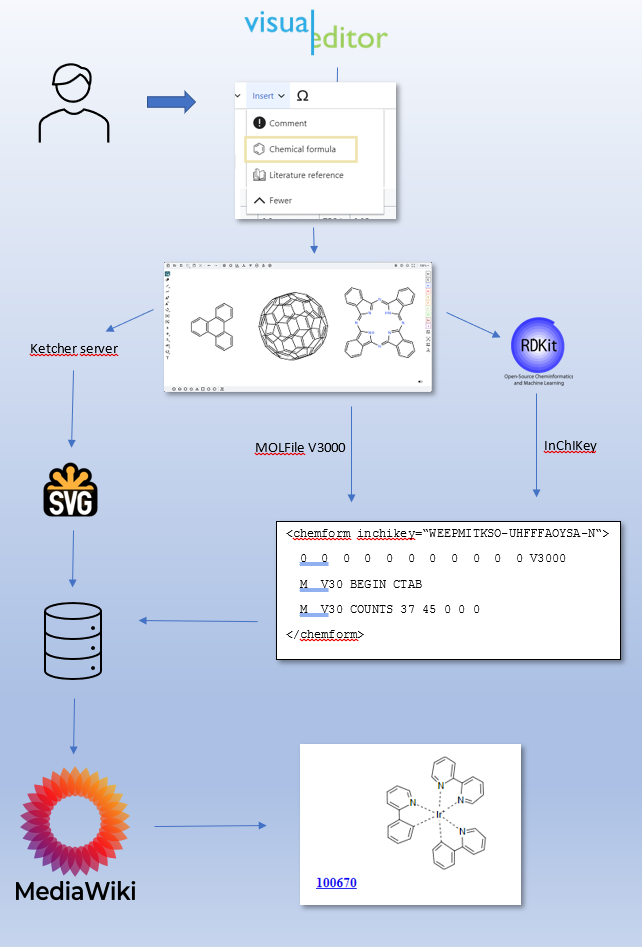 visual
editor
Insert Ω
Comment
Chemical formula
Literature reference
Fewer
Ketcher server
RDKit
Open-Source Cheminformatics
and Machine Learning
MOLFile V3000
InChIKey
SVG
<chemform inchikey=“WEEPMITKSO-UHFFFAOYSA-N“>
0 0 0 0 0 0 0 0 0 0 0 V3000
M V30 BEGIN CTAB
M V30 COUNTS 37 45 0 0 0
</chemform>
N
N
N
Ir
N
MediaWiki
100670